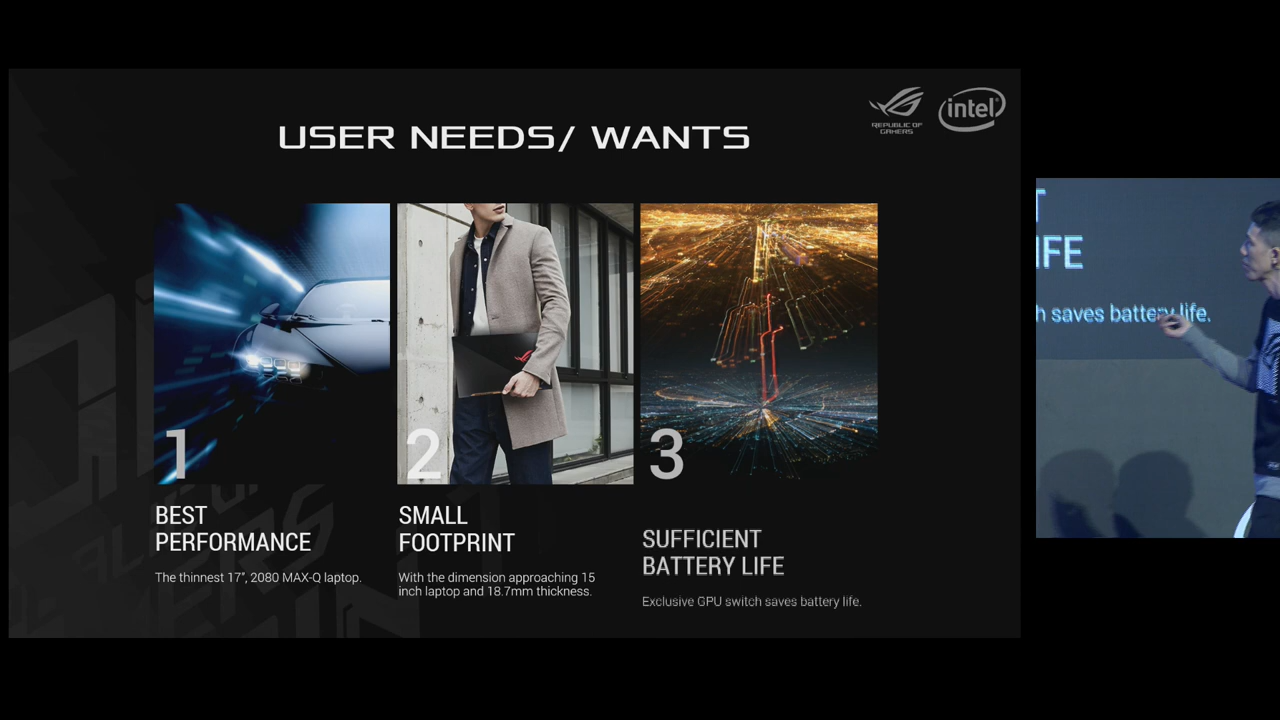 USER NEEDS/ WANTS
REPUBLIC OF
GAMERS
intel
1
2
3
BEST
PERFORMANCE
The thinnest 17", 2080 MAX-Q laptop.
SMALL
FOOTPRINT
With the dimension approaching 15
inch laptop and 18.7mm thickness.
SUFFICIENT
BATTERY LIFE
Exclusive GPU switch saves battery life.
T
IFE
h saves battery life.